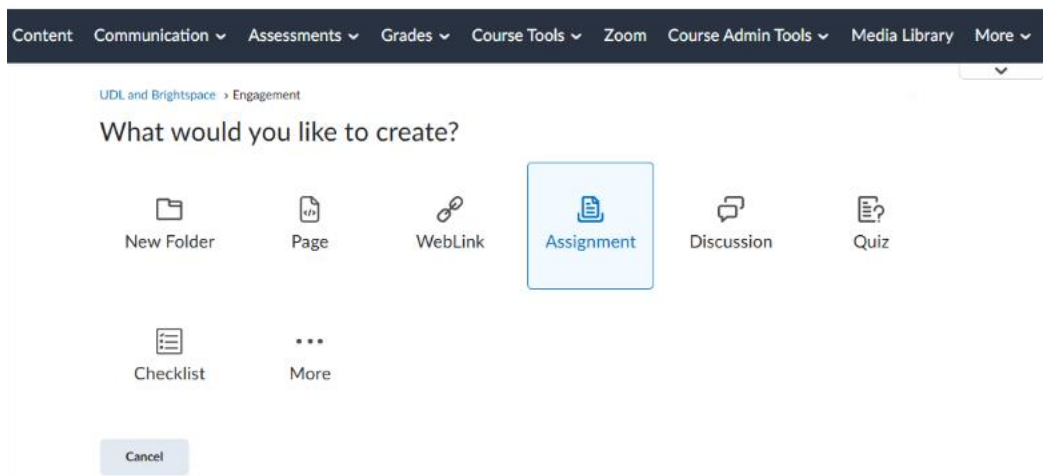 Content Communication Assessments Grades Course Tools Zoom Course Admin Tools Media Library More
UDL and Brightspace > Engagement
What would you like to create?
New Folder Page WebLink Assignment Discussion Quiz
Checklist More
Cancel